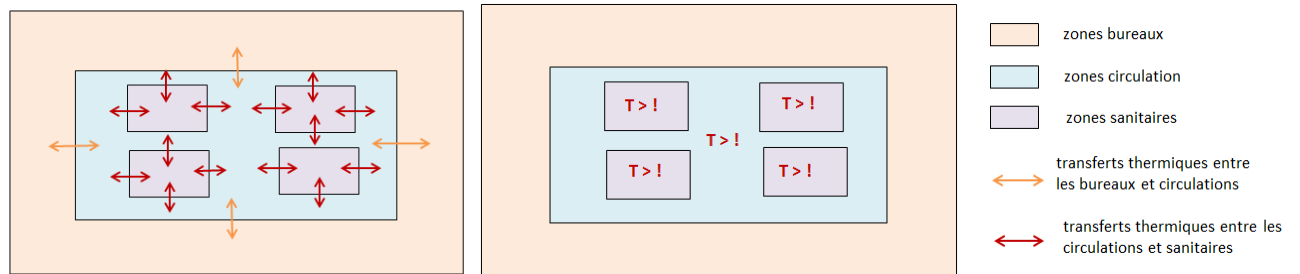 T > !
T > !
T > !
T > !
T > !
zones bureaux
zones circulation
zones sanitaires
transferts thermiques entre
les bureaux et circulations
transferts thermiques entre les
circulations et sanitaires